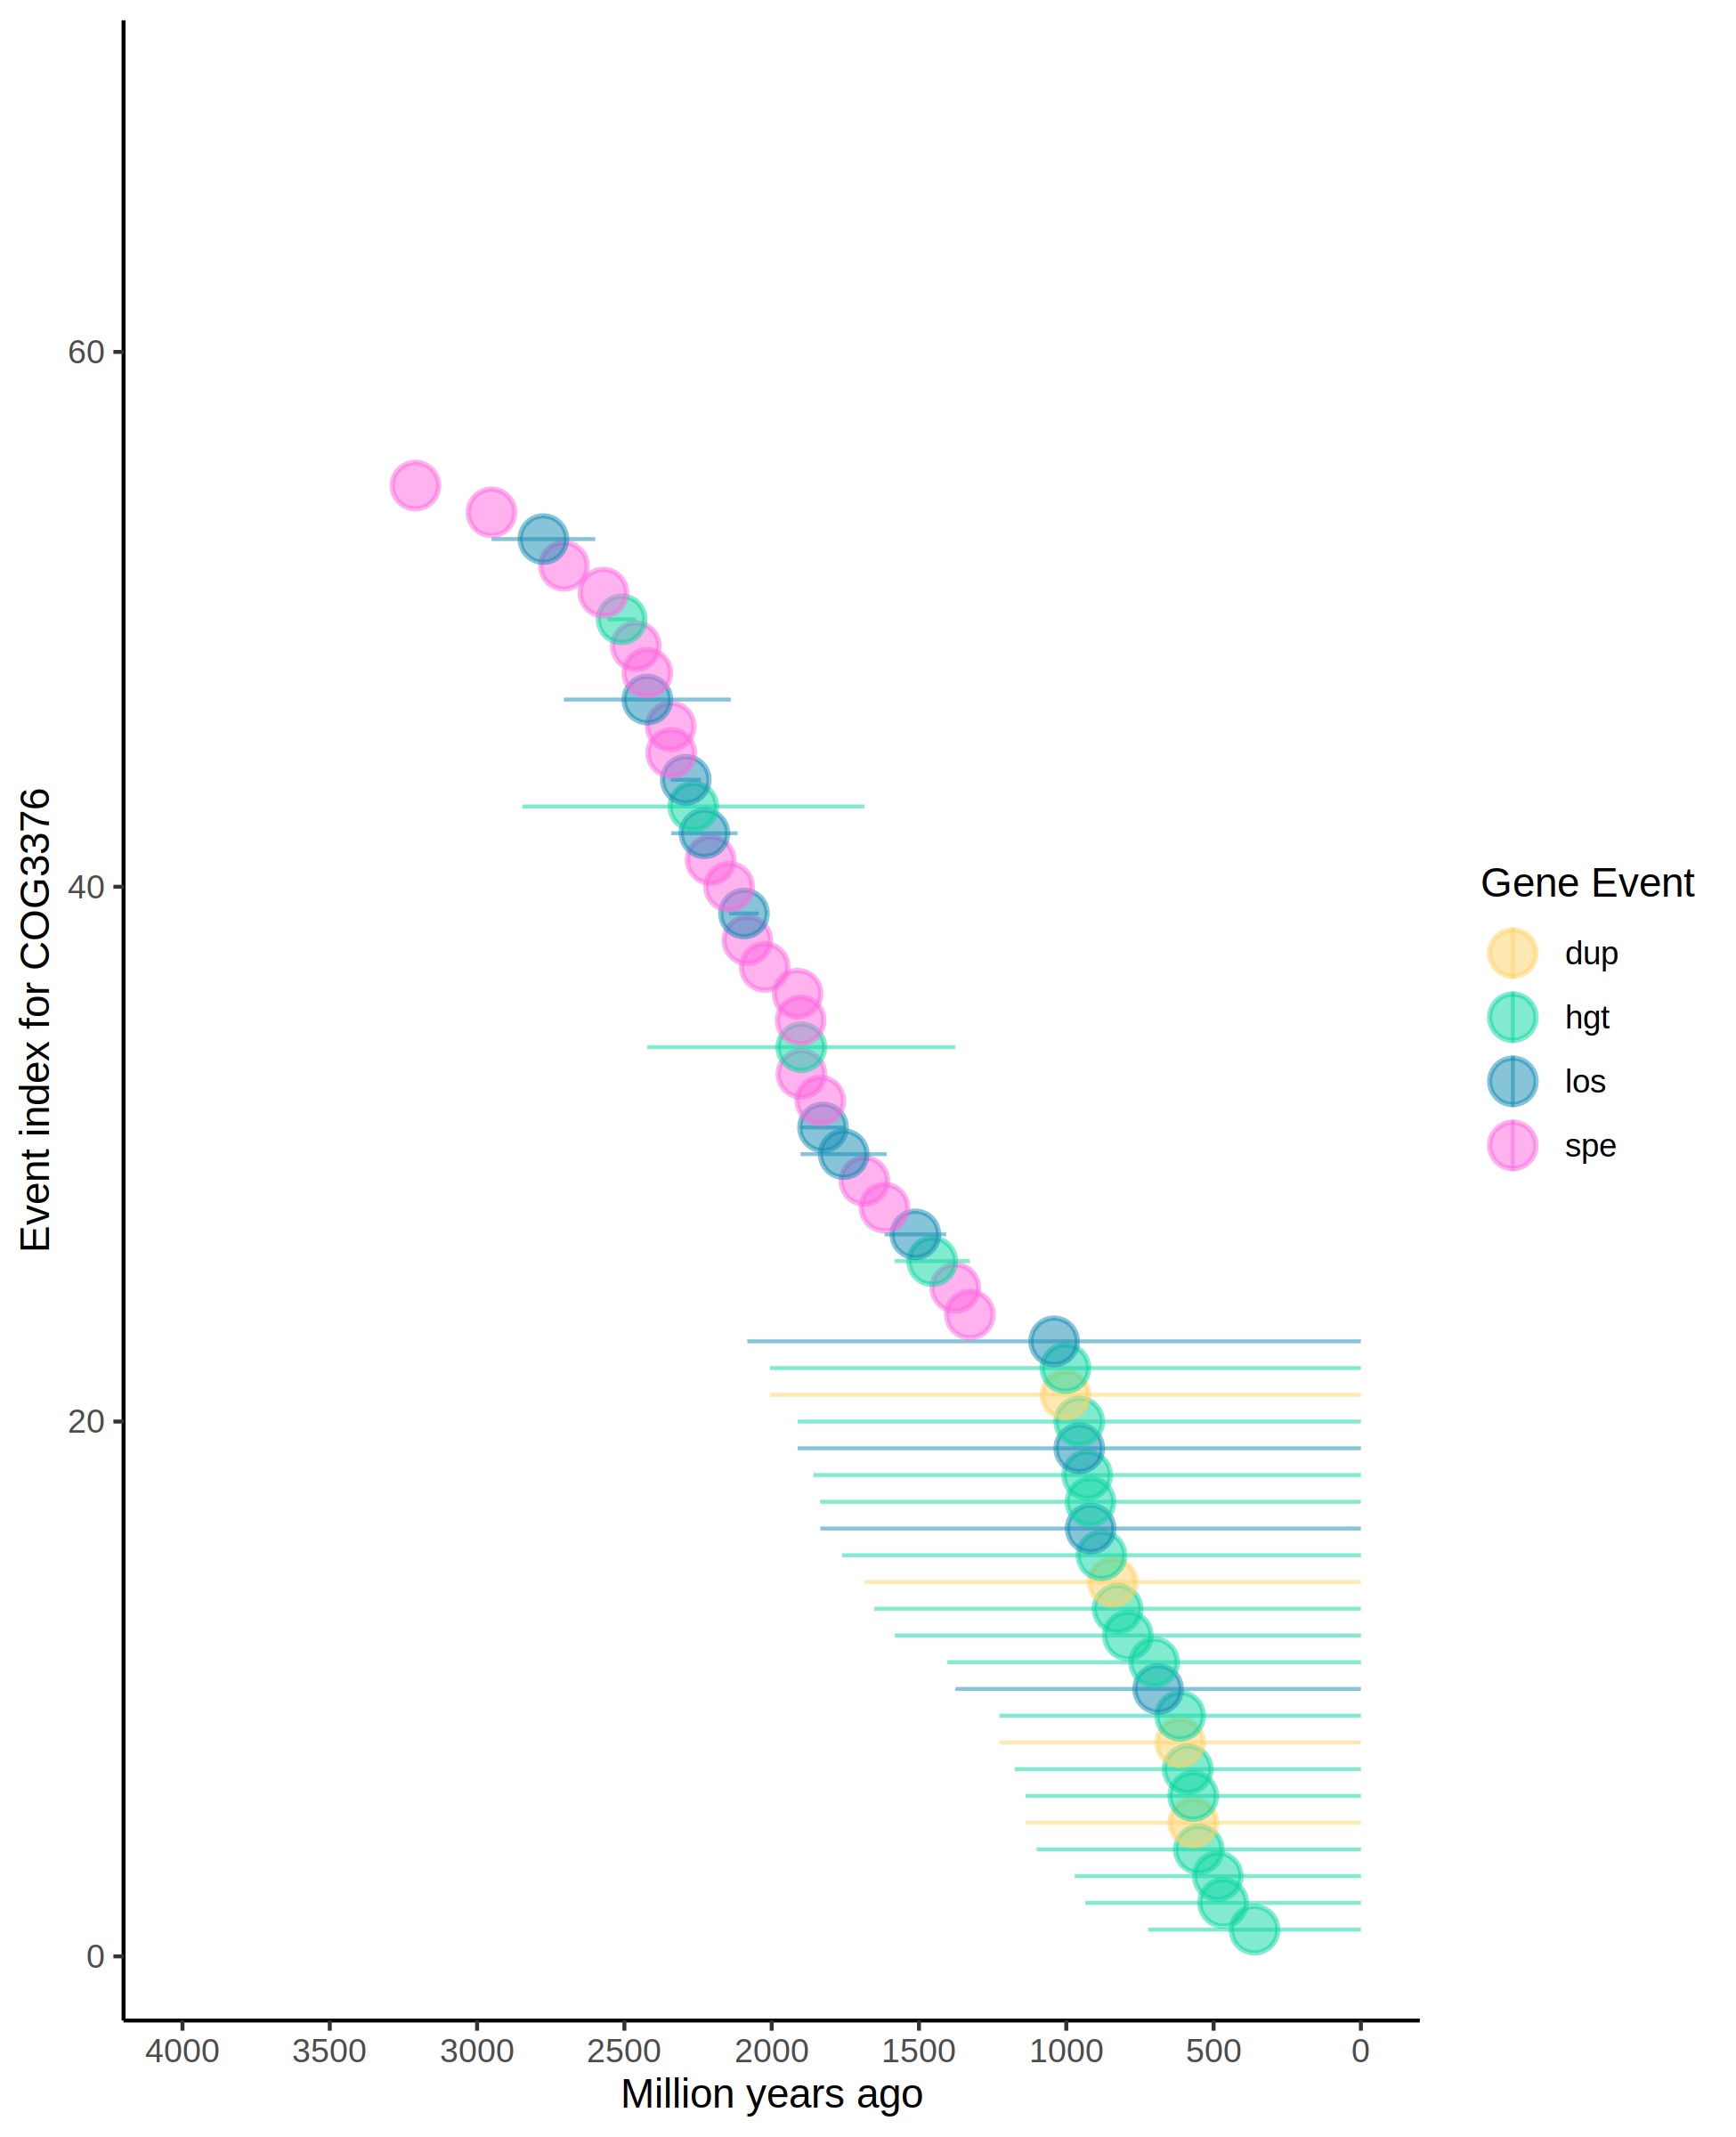 60
40
20
0
Event index for COG3376
4000 3500 3000 2500 2000 1500 1000 500 0
Million years ago
Gene Event
dup
hgt
los
spe